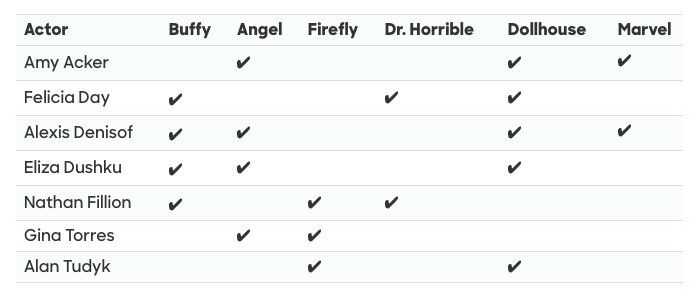 Actor Buffy Angel Firefly Dr. Horrible Dollhouse Marvel
Amy Acker ✔ ✔ ✔
Felicia Day ✔ ✔ ✔
Alexis Denisof ✔ ✔ ✔ ✔
Eliza Dushku ✔ ✔ ✔
Nathan Fillion ✔ ✔ ✔
Gina Torres ✔ ✔
Alan Tudyk ✔ ✔